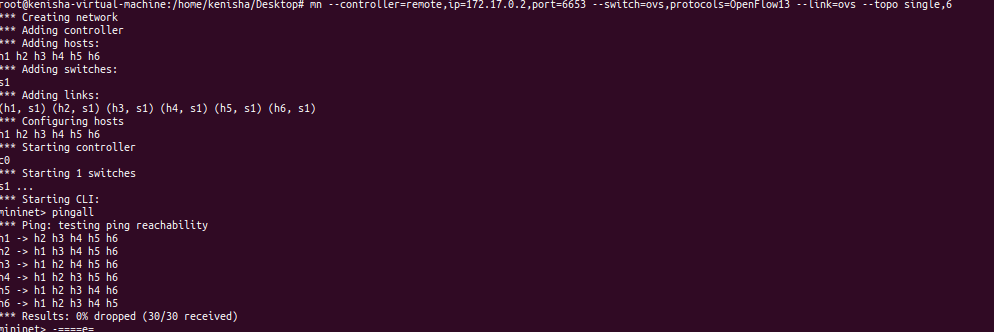 root@kenisha-virtual-machine:/home/kenisha/Desktop# mn --controller=remote,ip=172.17.0.2,port=6653 --switch=ovs,protocols=OpenFlow13 --link=ovs --topo single,6
*** Creating network
*** Adding controller
*** Adding hosts:
h1 h2 h3 h4 h5 h6
*** Adding switches:
s1
*** Adding links:
(h1, s1) (h2, s1) (h3, s1) (h4, s1) (h5, s1) (h6, s1)
*** Configuring hosts
h1 h2 h3 h4 h5 h6
*** Starting controller
c0
*** Starting 1 switches
s1 ...
*** Starting CLI:
mininet> pingall
*** Ping: testing ping reachability
h1 -> h2 h3 h4 h5 h6
h2 -> h1 h3 h4 h5 h6
h3 -> h1 h2 h4 h5 h6
h4 -> h1 h2 h3 h5 h6
h5 -> h1 h2 h3 h4 h6
h6 -> h1 h2 h3 h4 h5
*** Results: 0% dropped (30/30 received)
mininet> -====e=